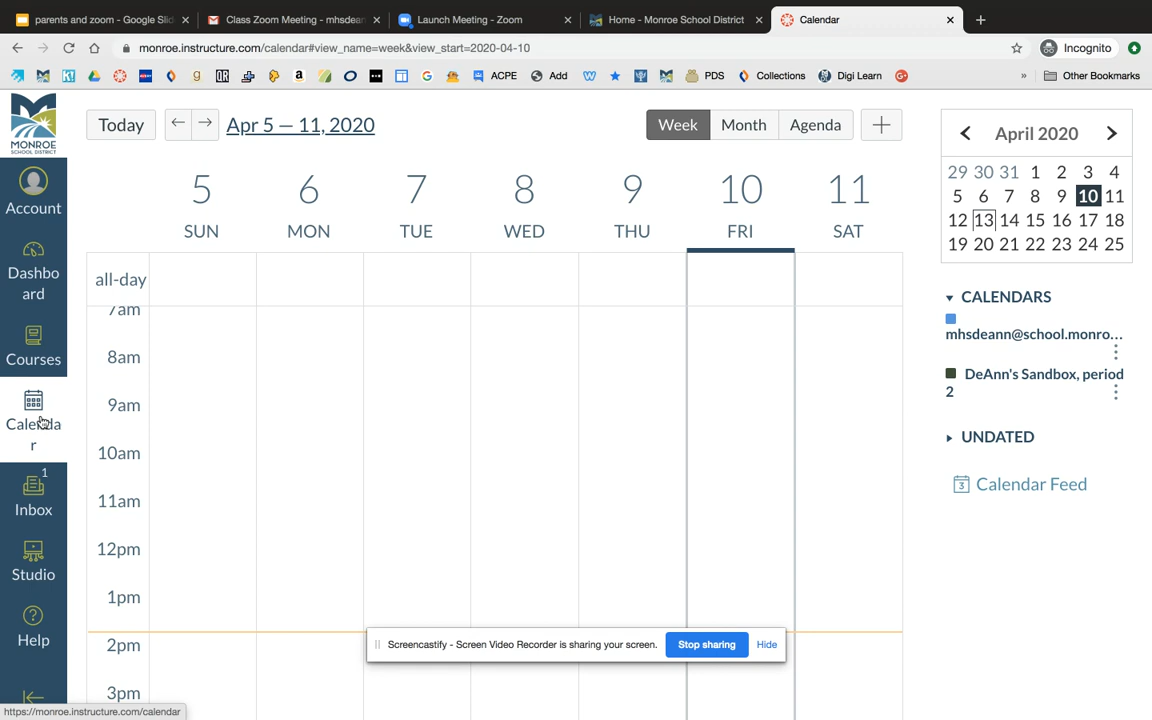 parents and zoom - Google Slid
Class Zoom Meeting - mhsdean
Launch Meeting - Zoom
Home - Monroe School District
Calendar
monroe.instructure.com/calendar#view_name=week&view_start=2020-04-10
Incognito
ACPE
Add
PDS
Collections
Digi Learn
»
Other Bookmarks
MONROE
SCHOOL DISTRICT
Account
Dashbo
ard
Courses
Calenda
r
1
Inbox
Studio
Help
Today
Apr 5 — 11, 2020
Week
Month
Agenda
5 6 7 8 9 10 11
SUN MON TUE WED THU FRI SAT
all-day
7am
8am
9am
10am
11am
12pm
1pm
2pm
3pm
April 2020
29 30 31 1 2 3 4
5 6 7 8 9 10 11
12 13 14 15 16 17 18
19 20 21 22 23 24 25
CALENDARS
mhsdeann@school.monro...
DeAnn's Sandbox, period
2
UNDATED
3 Calendar Feed
Screencastify - Screen Video Recorder is sharing your screen.
Stop sharing
Hide
https://monroe.instructure.com/calendar